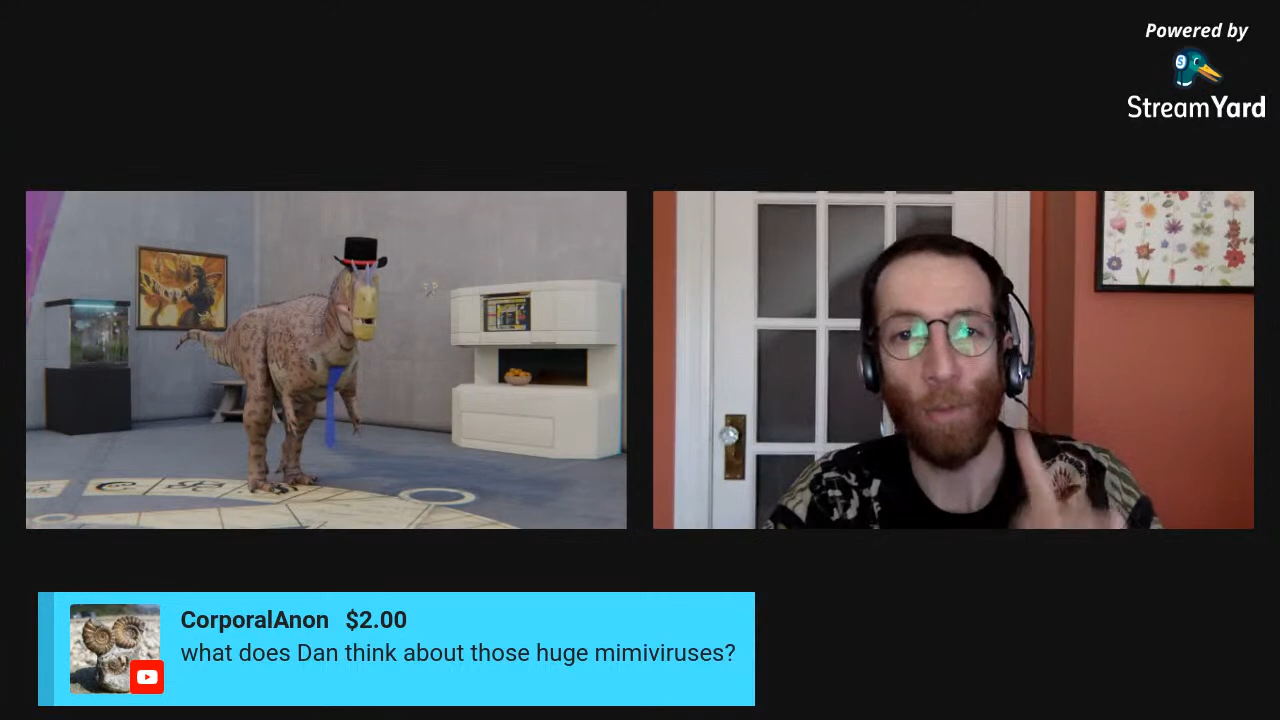 Powered by
S
StreamYard
CorporalAnon $2.00
what does Dan think about those huge mimiviruses?